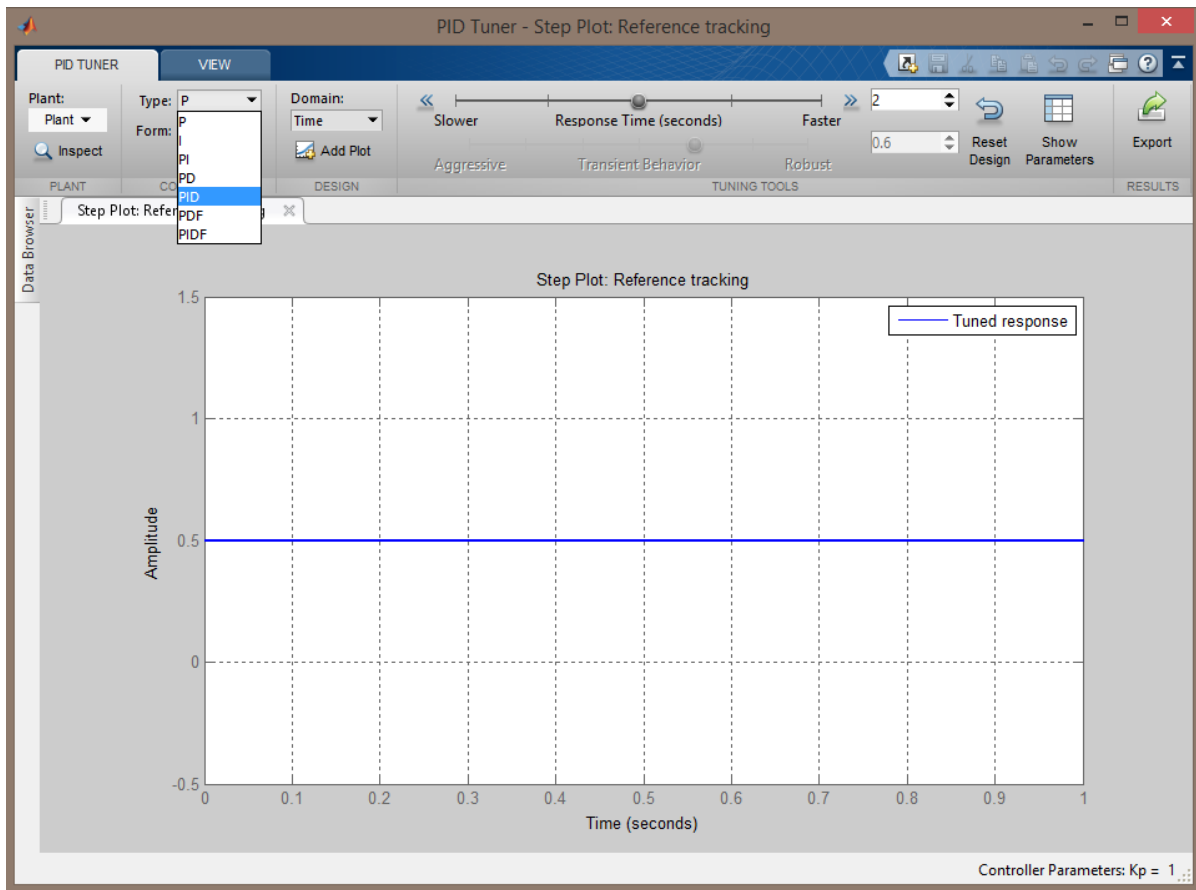 PID Tuner - Step Plot: Reference tracking
PID TUNER
VIEW
Plant:
Plant
Inspect
PLANT
Type: P
Form:
P
I
PI
PD
PID
PDF
PIDF
CO
Domain:
Time
Add Plot
DESIGN
Slower
Response Time (seconds)
Faster
2
Aggressive
Transient Behavior
Robust
0.6
Reset Design
Show Parameters
TUNING TOOLS
Export
RESULTS
Data Browser
Step Plot: Refer
g
Step Plot: Reference tracking
Tuned response
1.5
1
0.5
0
-0.5
Amplitude
0 0.1 0.2 0.3 0.4 0.5 0.6 0.7 0.8 0.9 1
Time (seconds)
Controller Parameters: Kp = 1